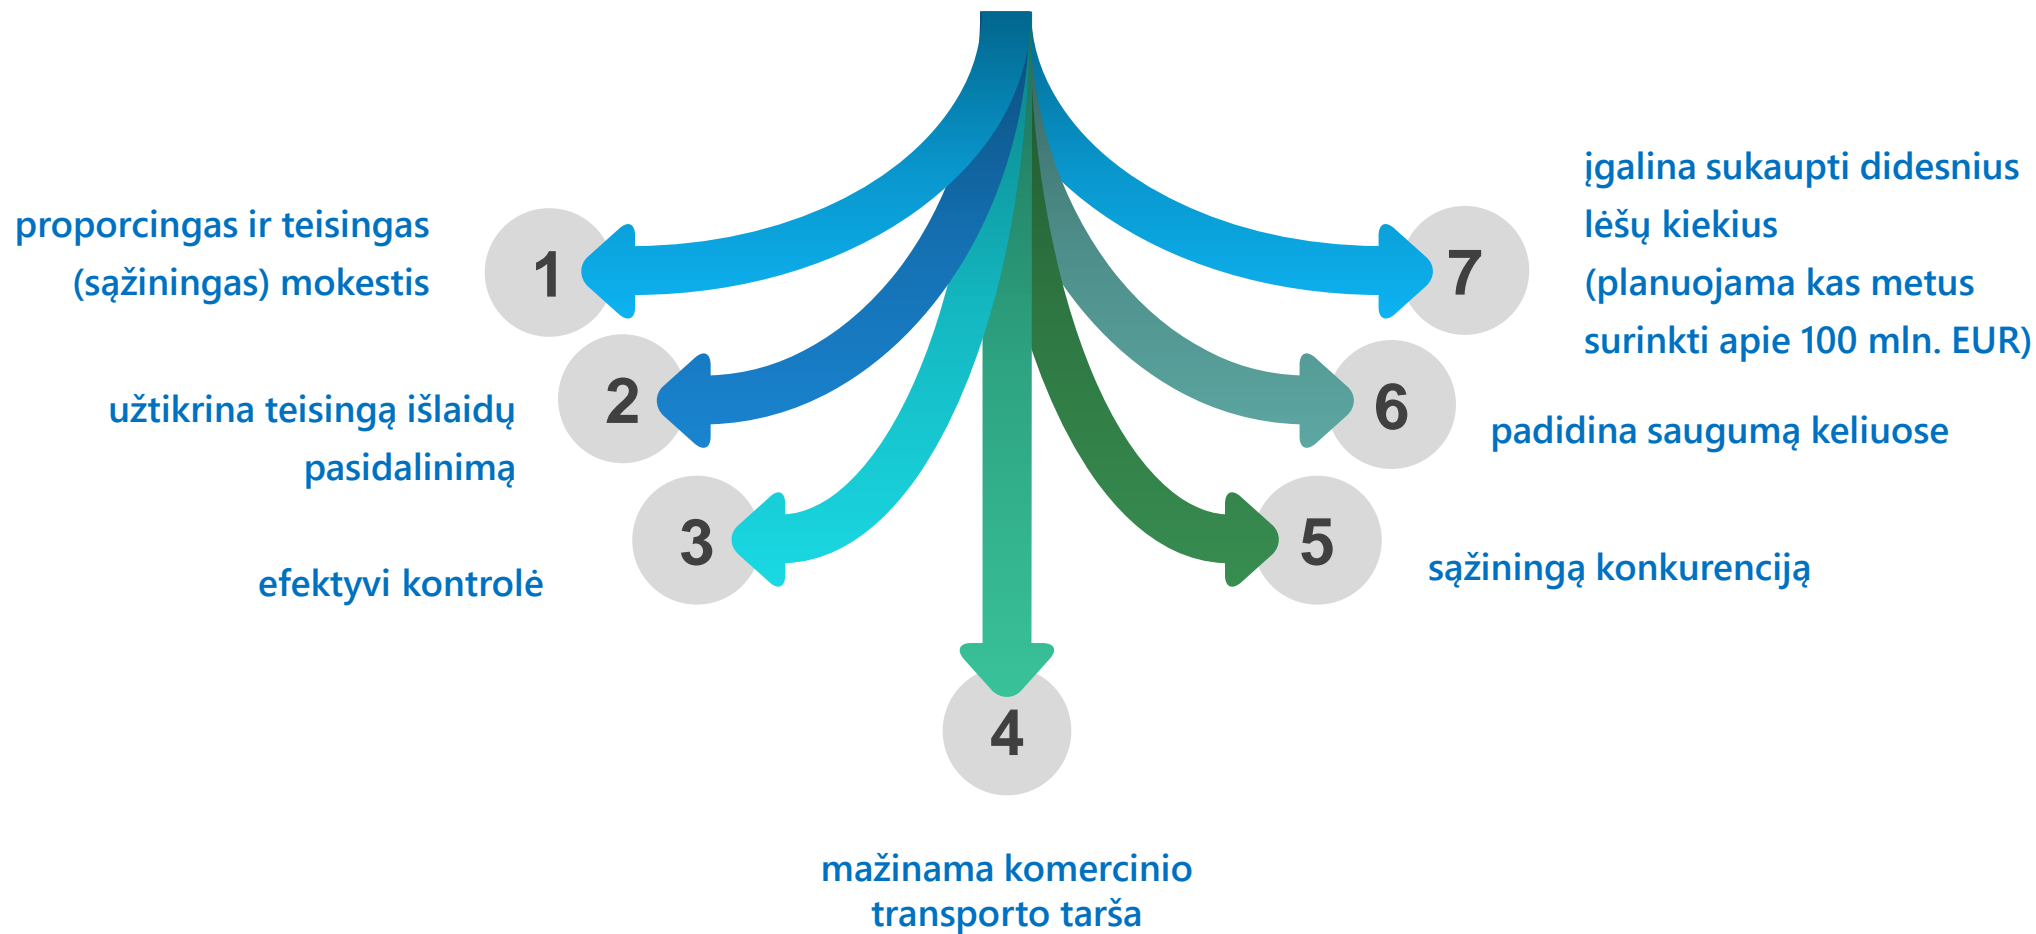 1
proporcingas ir teisingas
(sąžiningas) mokestis
2
užtikrina teisingą išlaidų
pasidalinimą
3
efektyvi kontrolė
4
mažinama komercinio
transporto tarša
5
sąžiningą konkurenciją
6
padidina saugumą keliuose
7
įgalina sukaupti didesnius
lėšų kiekius
(planuojama kas metus
surinkti apie 100 mln. EUR)